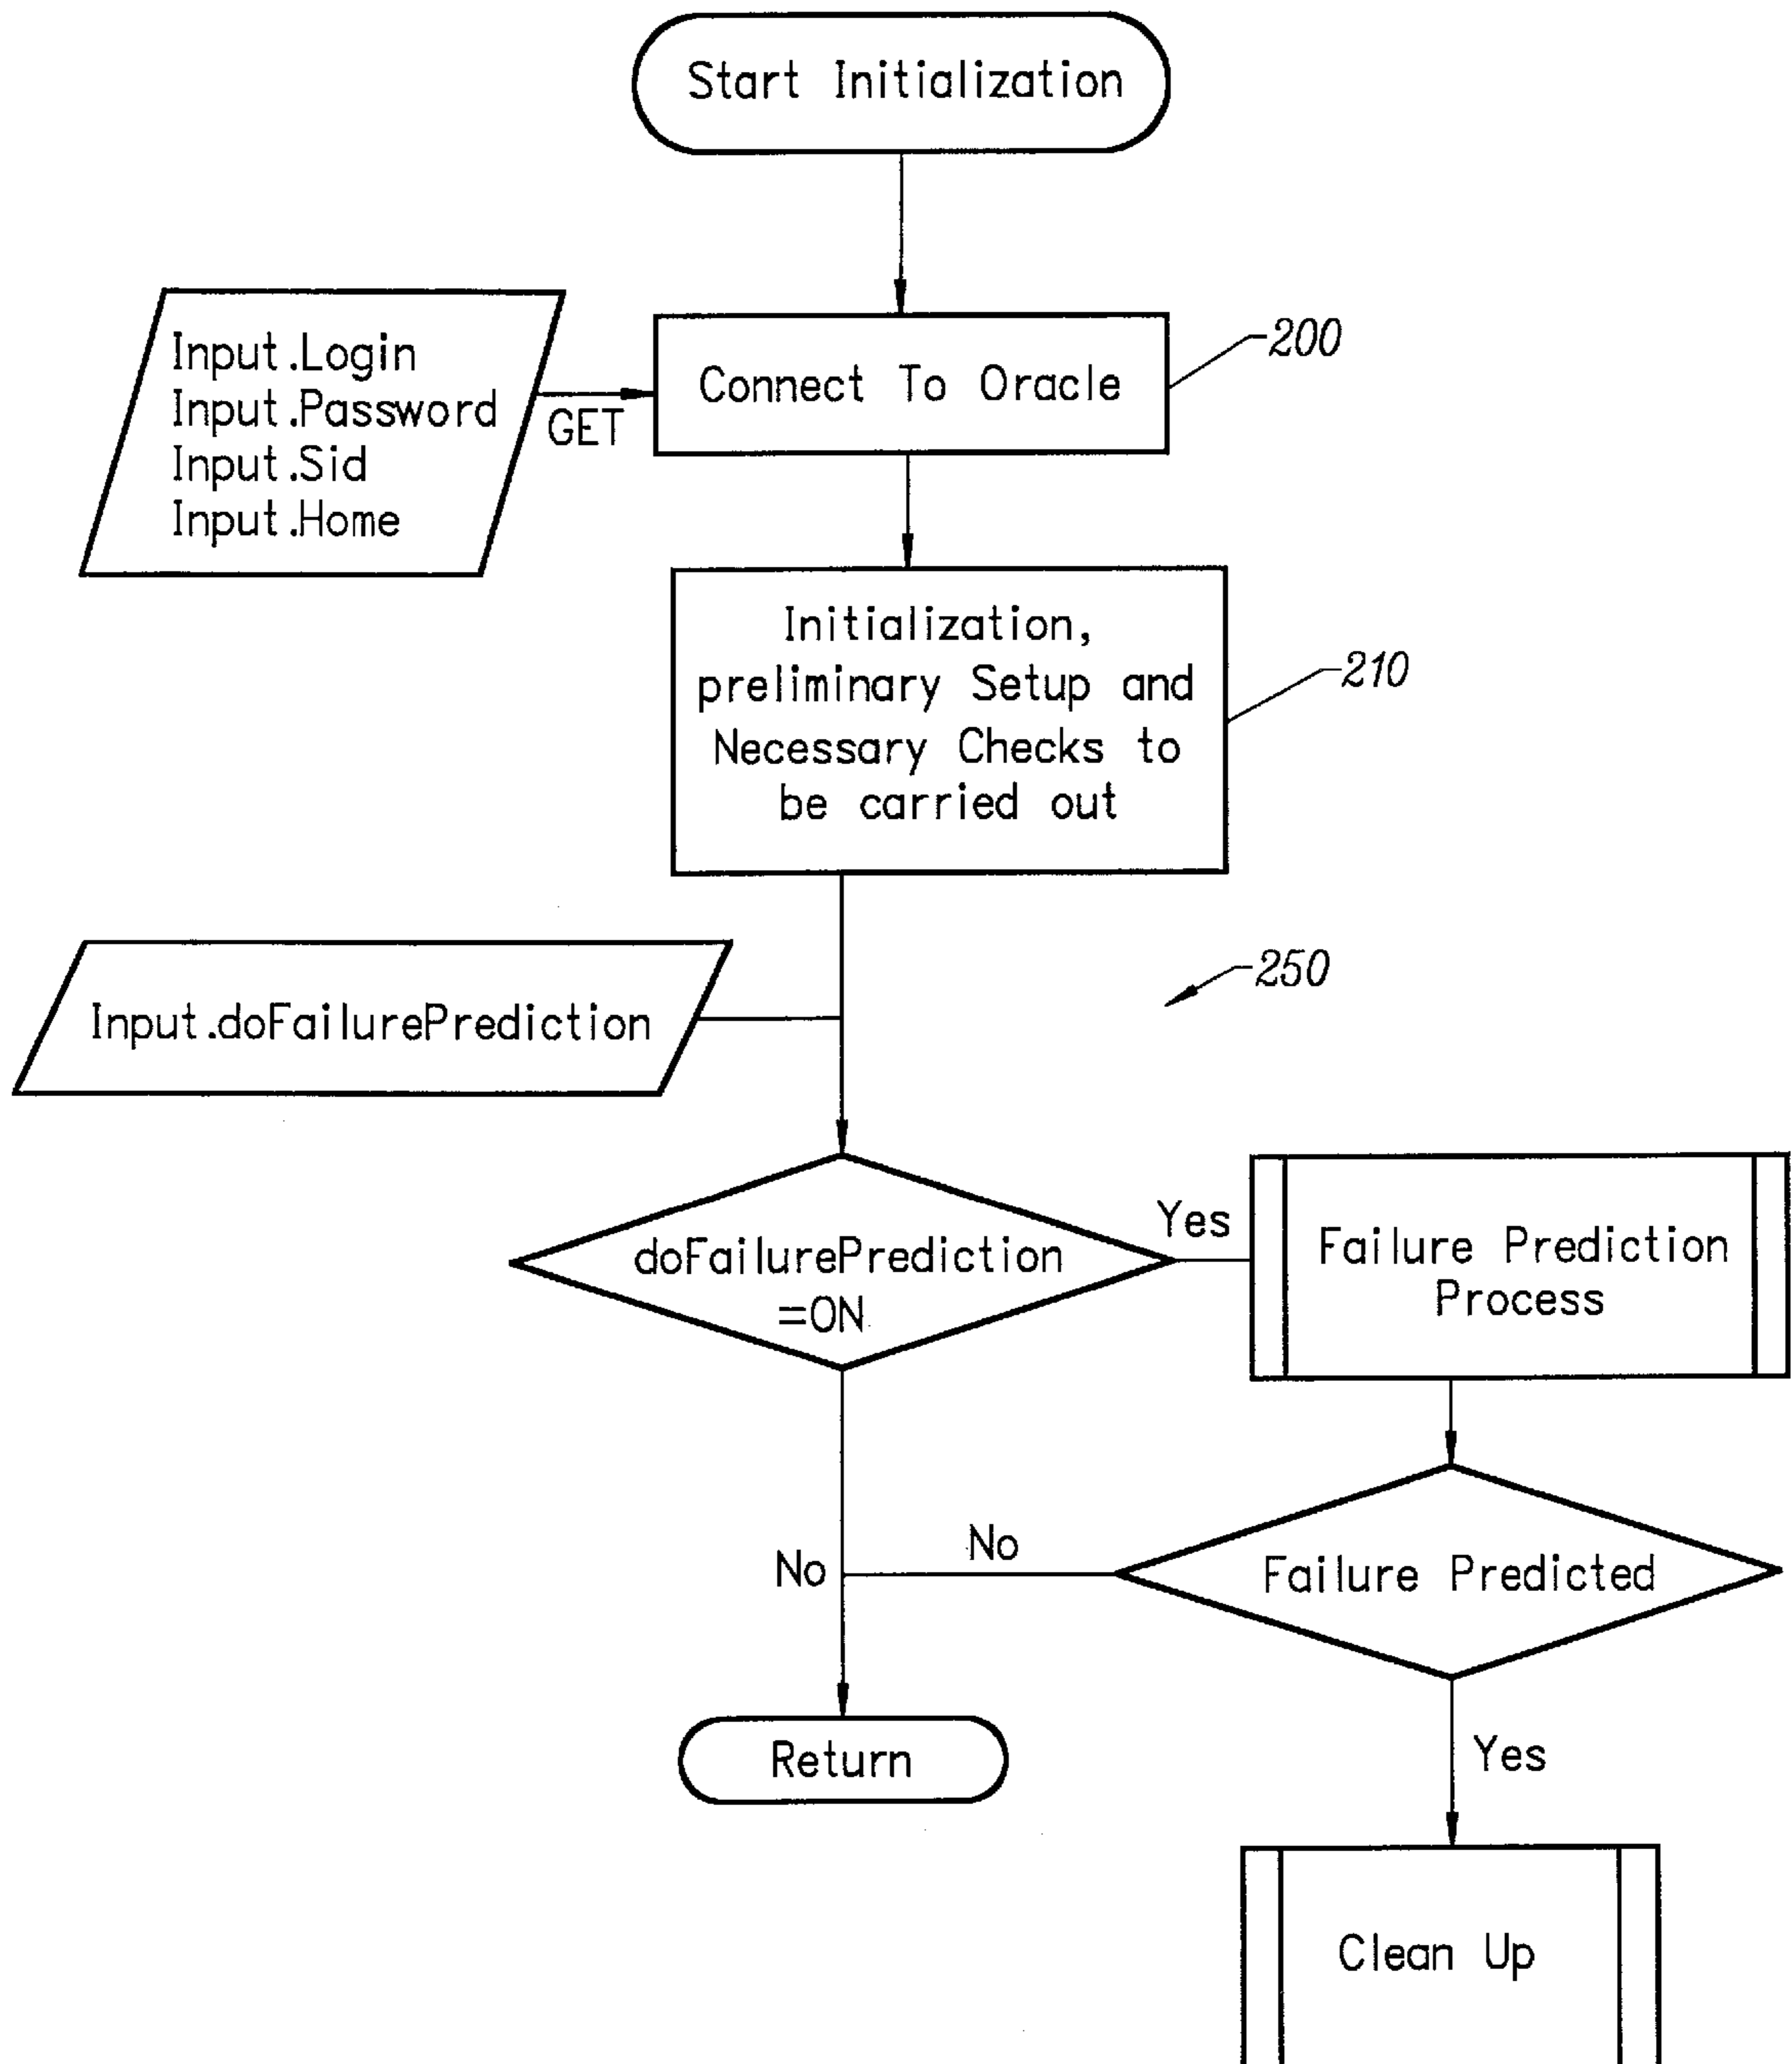 Start Initialization
Input.Login
Input.Password
Input.Sid
Input.Home
GET
Connect To Oracle
200
Initialization,
preliminary Setup and
Necessary Checks to
be carried out
210
Input.doFailurePrediction
250
doFailurePrediction
=ON
Yes
Failure Prediction
Process
No
No
Failure Predicted
Return
Yes
Clean Up